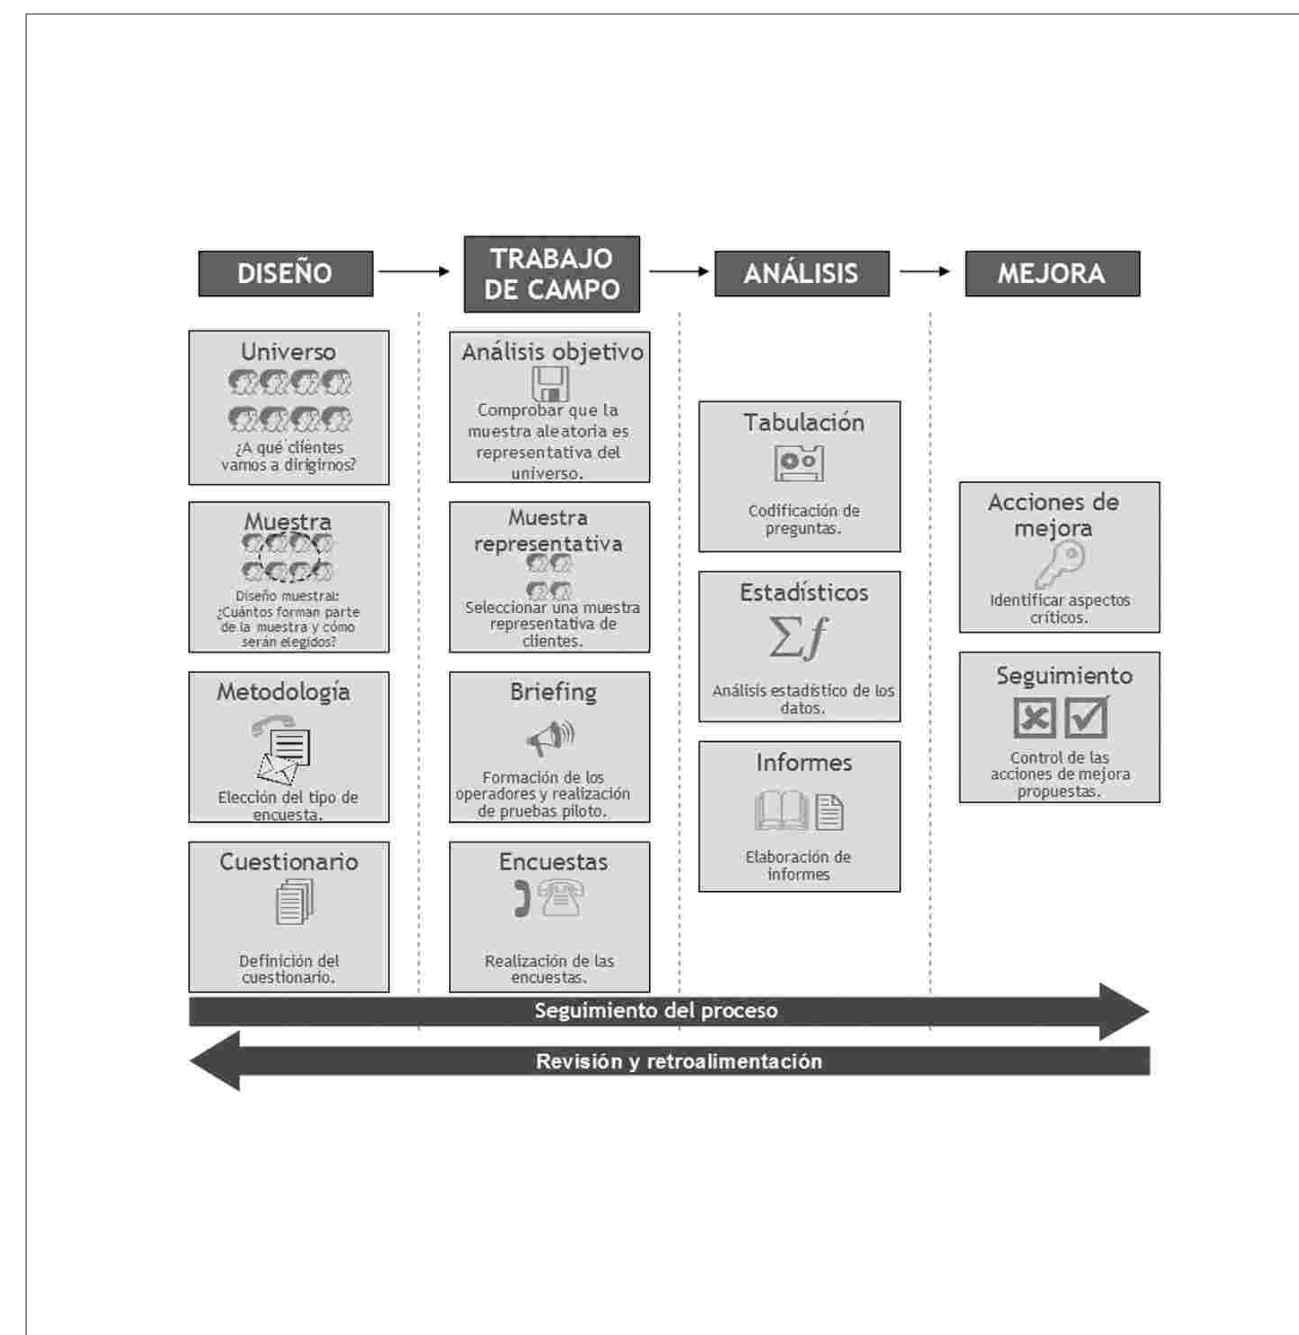 DISEÑO
TRABAJO
DE CAMPO
ANÁLISIS
MEJORA
Universo
¿A qué clientes
vamos a dirigirnos?
Muestra
Diseño muestral:
¿Cuántos forman parte
de la muestra y cómo
serán elegidos?
Metodología
Elección del tipo de
encuesta.
Cuestionario
Definición del
cuestionario.
Análisis objetivo
Comprobar que la
muestra aleatoria es
representativa del
universo.
Muestra
representativa
Seleccionar una muestra
representativa de
clientes.
Briefing
Formación de los
operadores y realización
de pruebas piloto.
Encuestas
Realización de las
encuestas.
Tabulación
Codificación de
preguntas.
Estadísticos
Σf
Análisis estadístico de los
datos.
Informes
Elaboración de
informes
Acciones de
mejora
Identificar aspectos
críticos.
Seguimiento
Control de las
acciones de mejora
propuestas.
Seguimiento del proceso
Revisión y retroalimentación